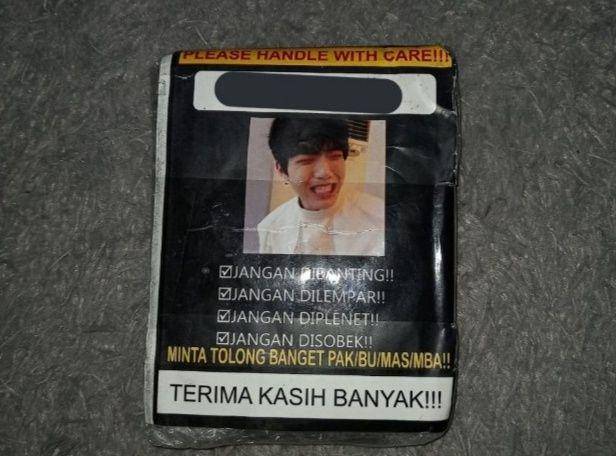 PLEASE HANDLE WITH CARE!!!
☑JANGAN DIBANTING!!
☑JANGAN DILEMPAR!!
☑JANGAN DIPLENET!!
☑JANGAN DISOBEK!!
MINTA TOLONG BANGET PAK/BU/MAS/MBA!!
TERIMA KASIH BANYAK!!!